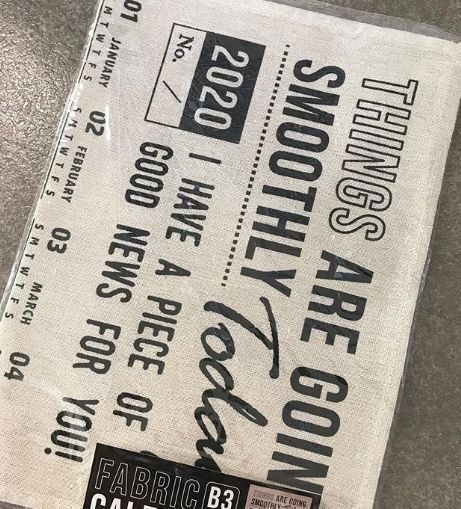 THINGS ARE GOIN
SMOOTHLY Toda
2020
No. /
I HAVE A PIECE OF
GOOD NEWS FOR YOU!
01 JANUARY
M T W T F S
02 FEBRUARY
S M T W T F S
03 MARCH
S M T W T F S
04
FABRIC B3
THINGS ARE GOING
SMOOTHLY